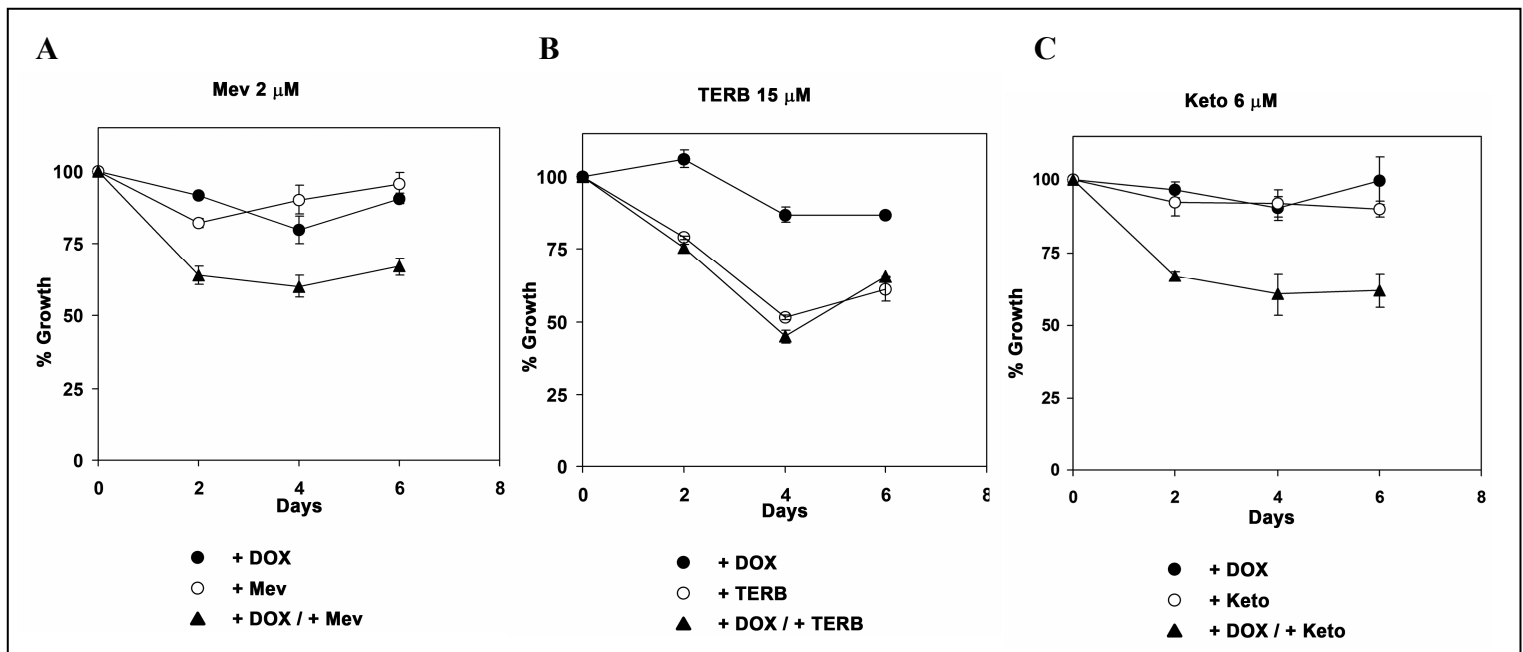 A
Mev 2 μM
100
75
50
25
0
% Growth
0 2 4 6 8
Days
+ DOX
+ Mev
+ DOX / + Mev
B
TERB 15 μM
100
75
50
25
0
% Growth
0 2 4 6 8
Days
+ DOX
+ TERB
+ DOX / + TERB
C
Keto 6 μM
100
75
50
25
0
% Growth
0 2 4 6 8
Days
+ DOX
+ Keto
+ DOX / + Keto